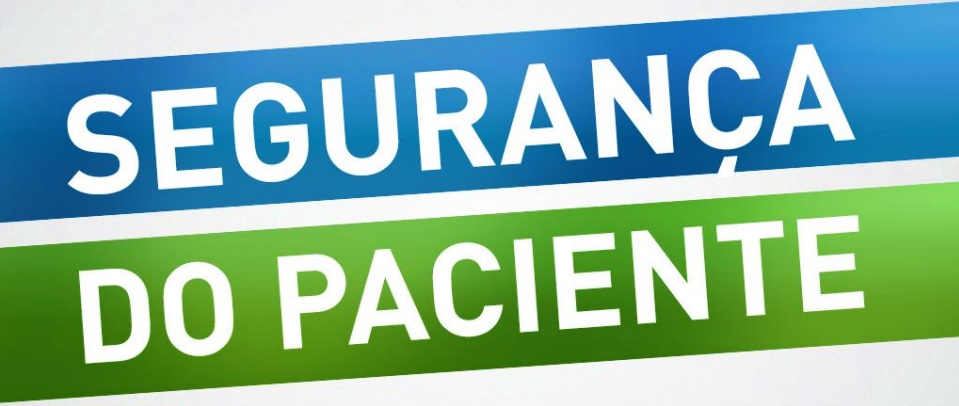 SEGURANÇA
DO PACIENTE